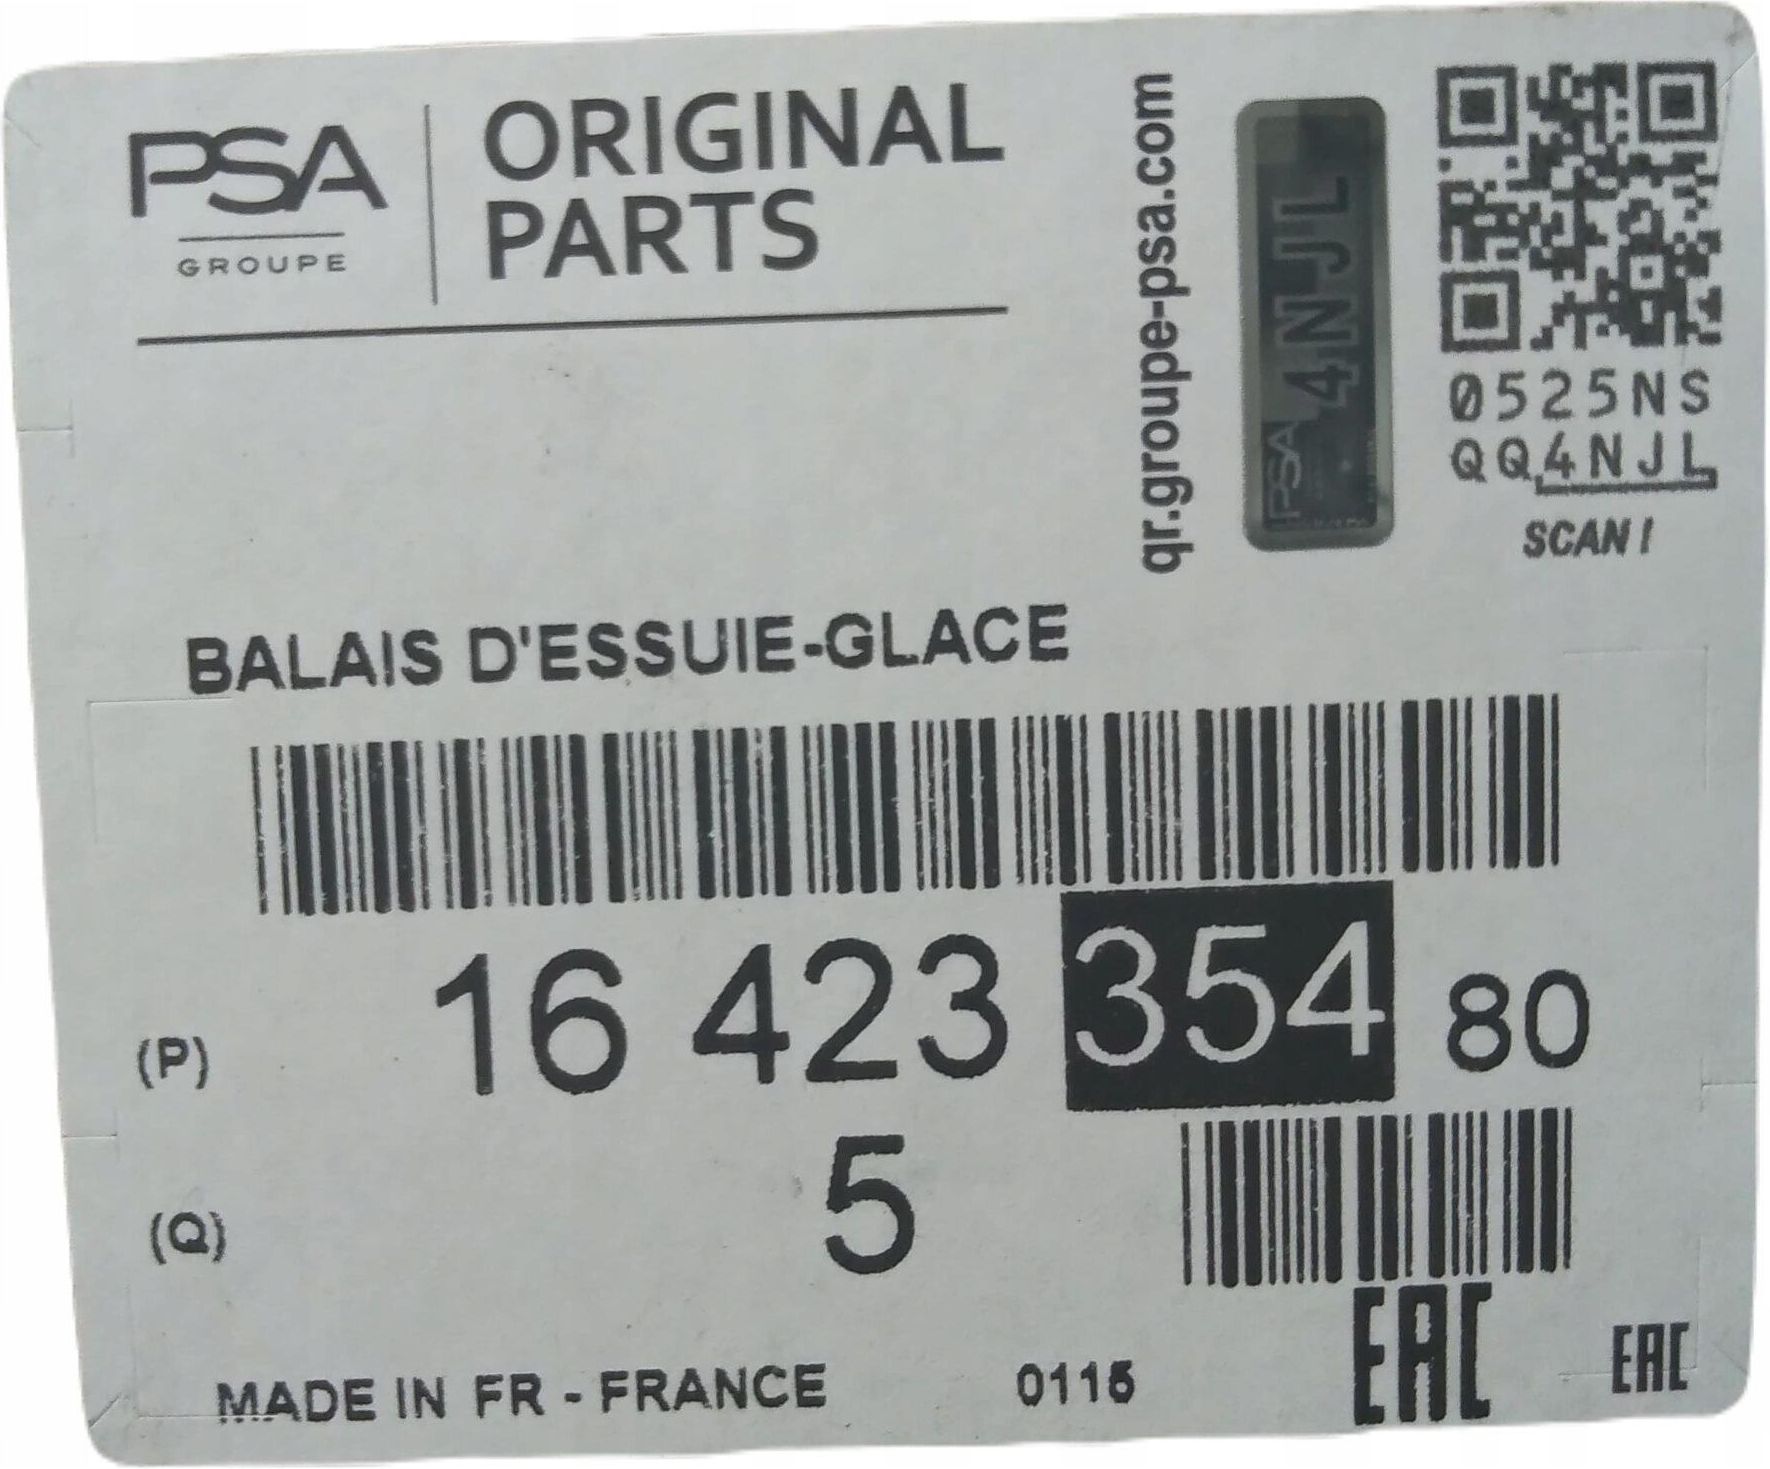 PSA
GROUPE
ORIGINAL
PARTS
qr.groupe-psa.com
PSA 4NJL
0525NS
QQ4NJL
SCAN !
BALAIS D'ESSUIE-GLACE
(P) 16 423 354 80
(Q) 5
MADE IN FR - FRANCE 0115 EAC EAC